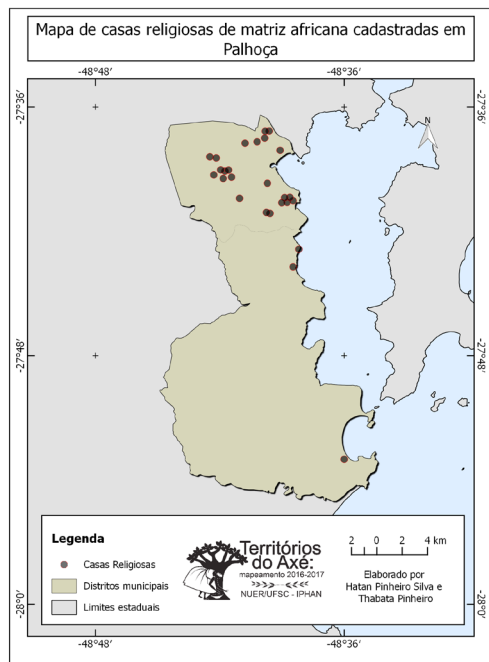 Mapa de casas religiosas de matriz africana cadastradas em
Palhoça
-48°48'
-48°36'
-27°36'
-27°36'
N
-27°48'
-27°48'
Legenda
Casas Religiosas
Distritos municipais
Limites estaduais
Territórios
do Axé:
mapeamento 2016-2017
NUER/UFSC - IPHAN
2 0 2 4 km
Elaborado por
Hatan Pinheiro Silva e
Thabata Pinheiro
-28°0'
-28°0'
-48°48'
-48°36'